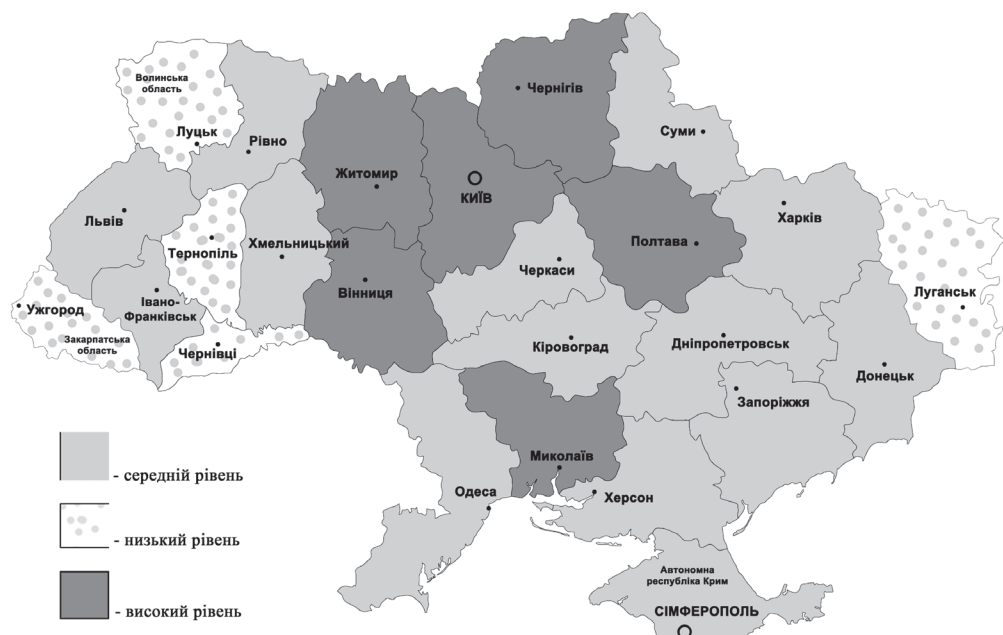 Чернігів
Волинська
область
Суми
Луцьк
Рівно
Житомир
КИЇВ
Харків
Львів
Хмельницький
Полтава
Тернопіль
Черкаси
Вінниця
Луганськ
Ужгород
Івано-
Франківськ
Закарпатська
область
Чернівці
Кіровоград
Дніпропетровськ
Донецьк
Запоріжжя
Миколаїв
- середній рівень
Одеса
Херсон
- низький рівень
Автономна
республіка Крим
- високий рівень
СІМФЕРОПОЛЬ